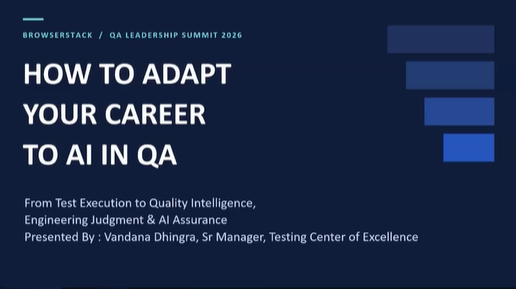 BROWSERSTACK / QA LEADERSHIP SUMMIT 2026
HOW TO ADAPT
YOUR CAREER
TO AI IN QA
From Test Execution to Quality Intelligence,
Engineering Judgment & AI Assurance
Presented By : Vandana Dhingra, Sr Manager, Testing Center of Excellence